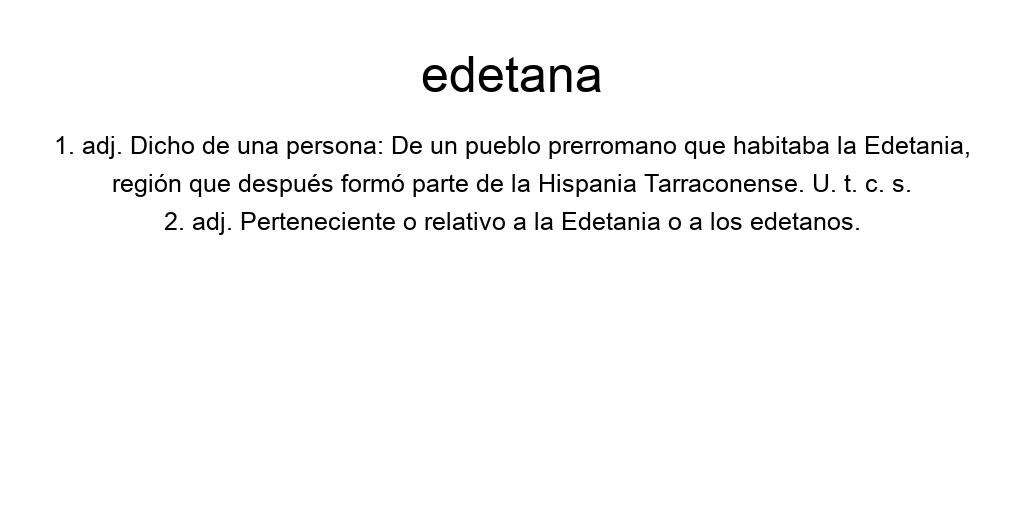 edetana
1. adj. Dicho de una persona: De un pueblo prerromano que habitaba la Edetania,
región que después formó parte de la Hispania Tarraconense. U. t. c. s.
2. adj. Perteneciente o relativo a la Edetania o a los edetanos.